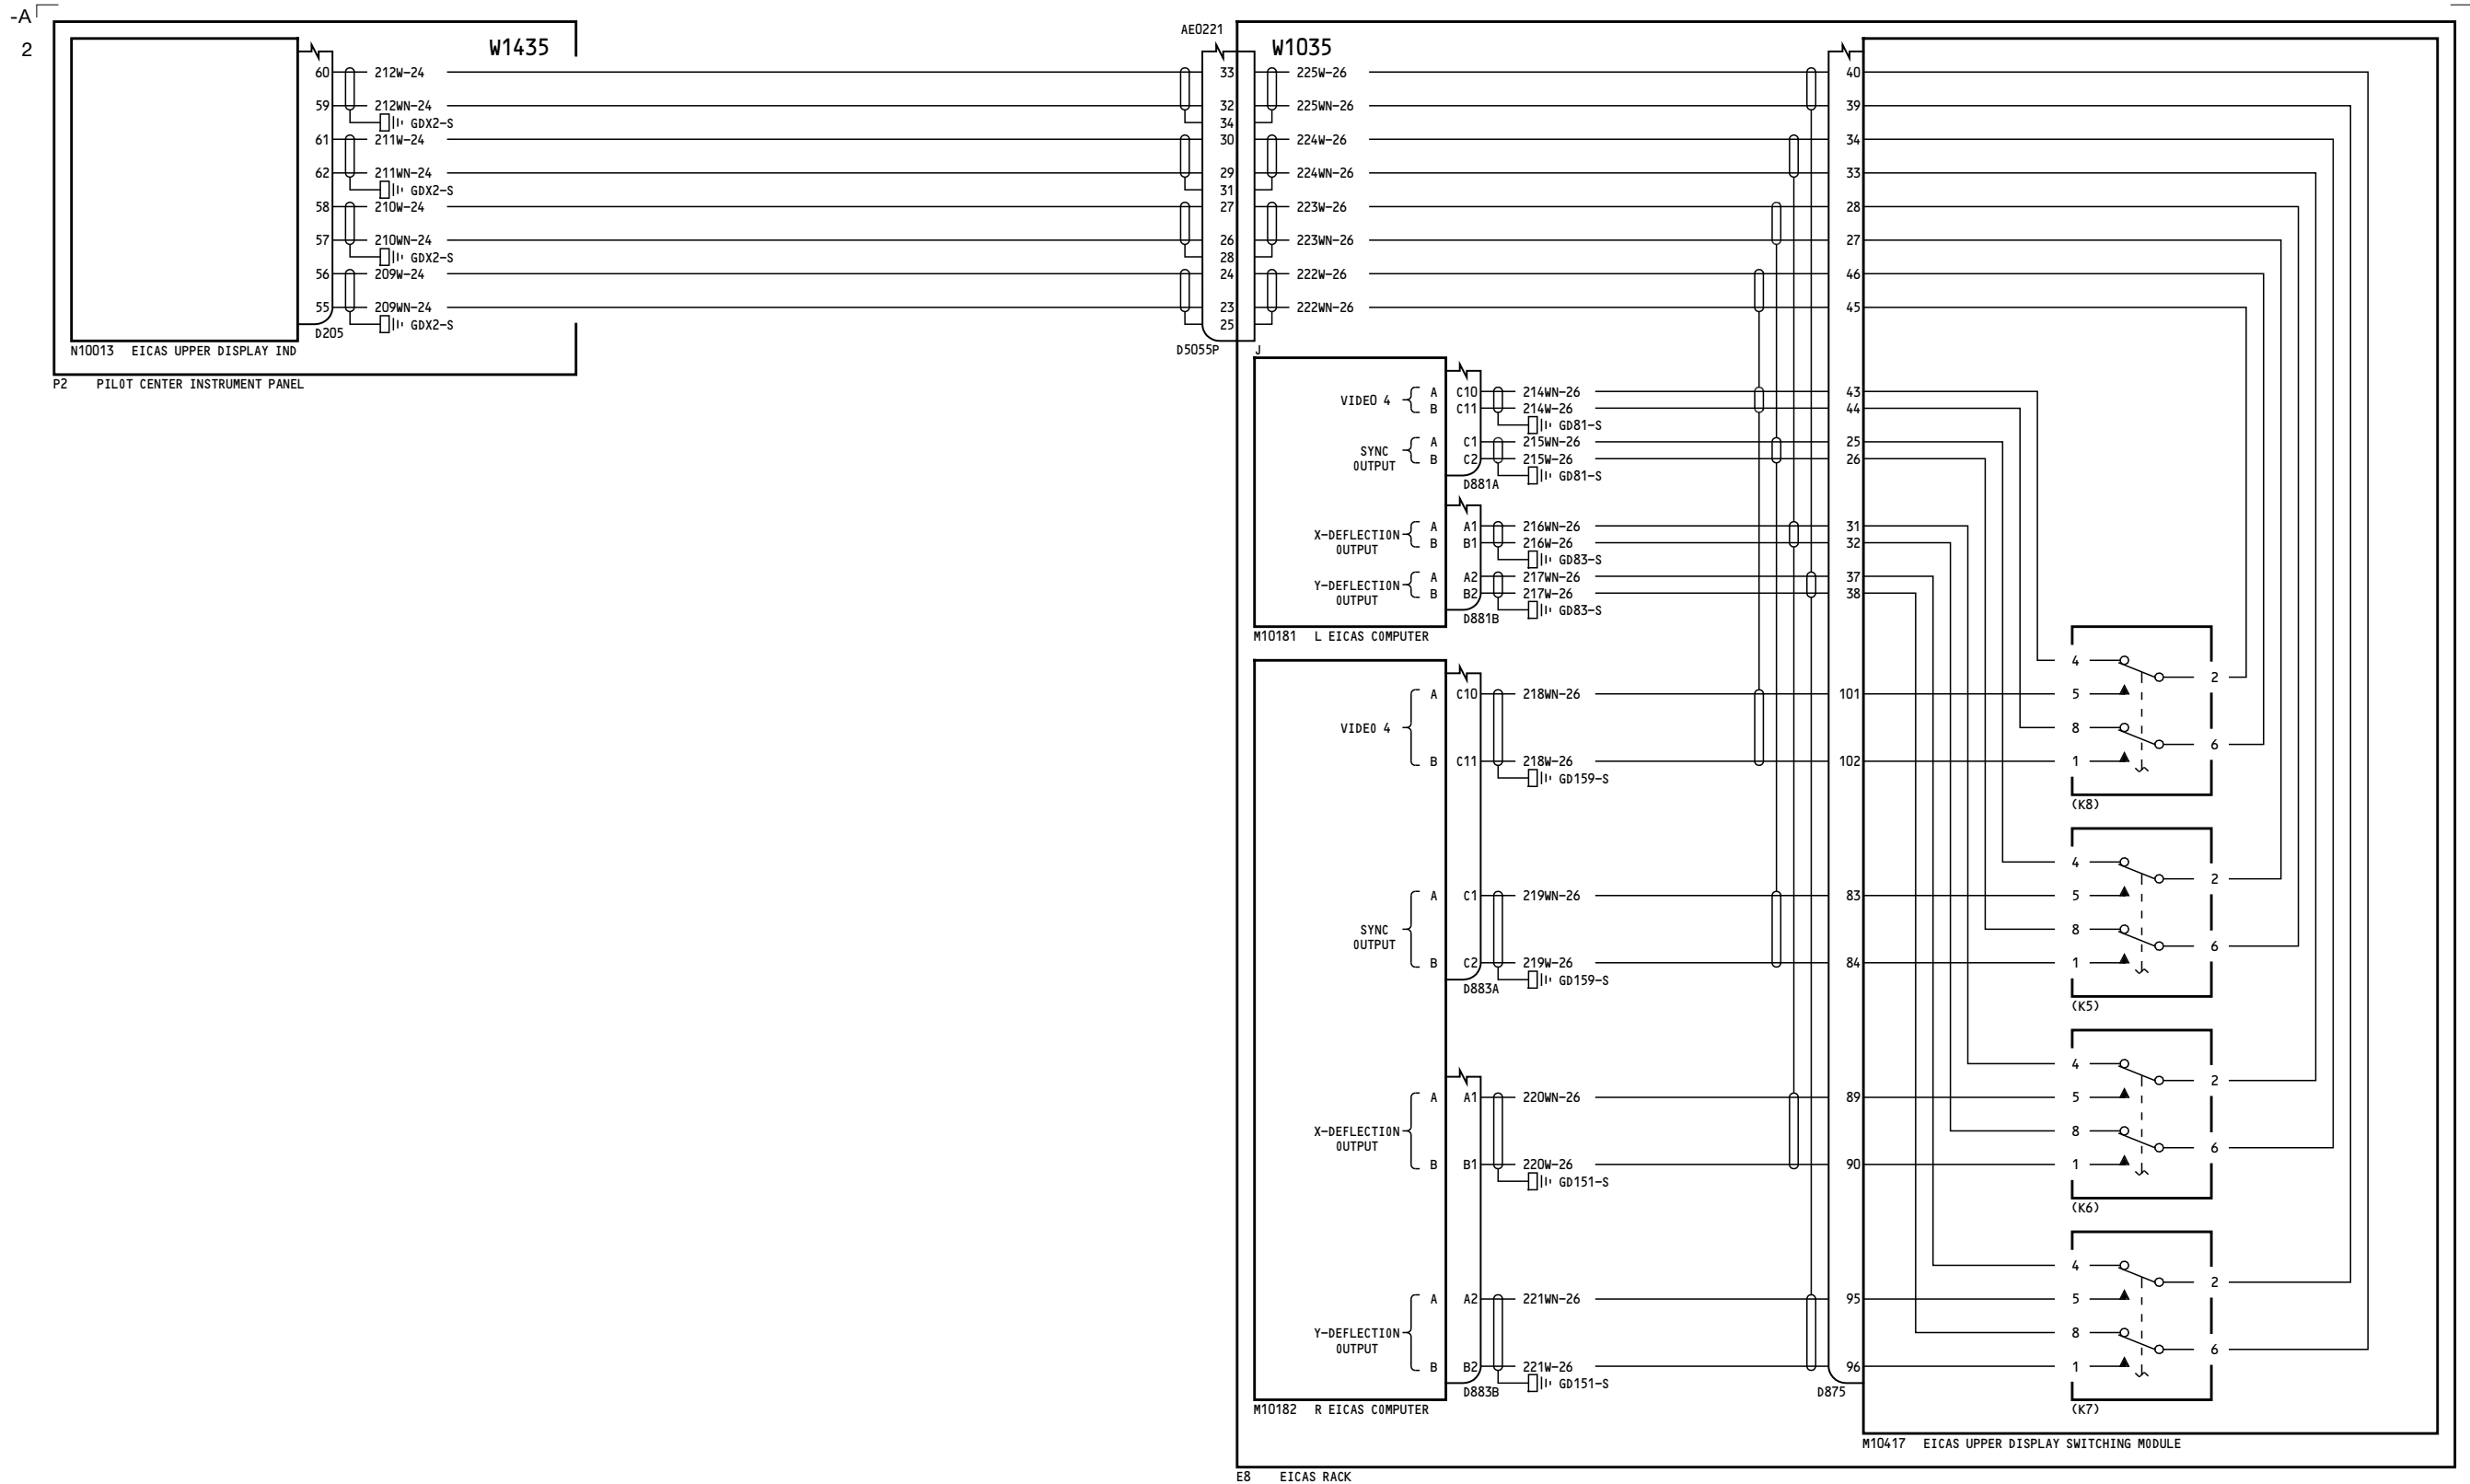 -A
2
W1435
60 212W-24
59 212WN-24
GDX2-S
61 211W-24
62 211WN-24
GDX2-S
58 210W-24
57 210WN-24
GDX2-S
56 209W-24
55 209WN-24
GDX2-S
D205
N10013 EICAS UPPER DISPLAY IND
P2 PILOT CENTER INSTRUMENT PANEL
AE0221
W1035
33 225W-26 40
32 225WN-26 39
34
30 224W-26 34
29 224WN-26 33
31
27 223W-26 28
26 223WN-26 27
28
24 222W-26 46
23 222WN-26 45
25
D5055P J
VIDEO 4
A C10 214WN-26 43
B C11 214W-26 44
GD81-S
SYNC OUTPUT
A C1 215WN-26 25
B C2 215W-26 26
GD81-S
D881A
X-DEFLECTION OUTPUT
A A1 216WN-26 31
B B1 216W-26 32
GD83-S
Y-DEFLECTION OUTPUT
A A2 217WN-26 37
B B2 217W-26 38
GD83-S
D881B
M10181 L EICAS COMPUTER
VIDEO 4
A C10 218WN-26 101
B C11 218W-26 102
GD159-S
SYNC OUTPUT
A C1 219WN-26 83
B C2 219W-26 84
GD159-S
D883A
X-DEFLECTION OUTPUT
A A1 220WN-26 89
B B1 220W-26 90
GD151-S
Y-DEFLECTION OUTPUT
A A2 221WN-26 95
B B2 221W-26 96
GD151-S
D883B
D875
M10182 R EICAS COMPUTER
4
2
5
8
6
1
(K8)
4
2
5
8
6
1
(K5)
4
2
5
8
6
1
(K6)
4
2
5
8
6
1
(K7)
M10417 EICAS UPPER DISPLAY SWITCHING MODULE
E8 EICAS RACK